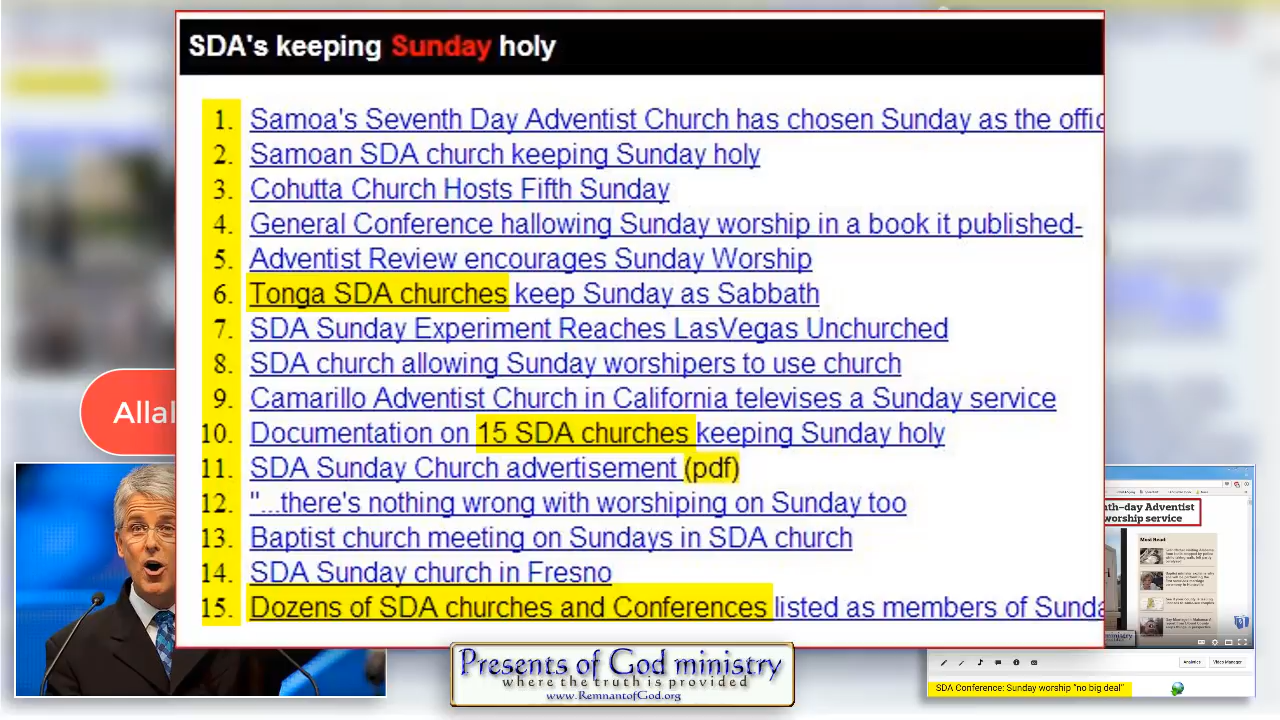 SDA's keeping Sunday holy
1. Samoa's Seventh Day Adventist Church has chosen Sunday as the offic
2. Samoan SDA church keeping Sunday holy
3. Cohutta Church Hosts Fifth Sunday
4. General Conference hallowing Sunday worship in a book it published-
5. Adventist Review encourages Sunday Worship
6. Tonga SDA churches keep Sunday as Sabbath
7. SDA Sunday Experiment Reaches LasVegas Unchurched
8. SDA church allowing Sunday worshipers to use church
9. Camarillo Adventist Church in California televises a Sunday service
10. Documentation on 15 SDA churches keeping Sunday holy
11. SDA Sunday Church advertisement (pdf)
12. "...there's nothing wrong with worshiping on Sunday too
13. Baptist church meeting on Sundays in SDA church
14. SDA Sunday church in Fresno
15. Dozens of SDA churches and Conferences listed as members of Sunda
Allal
nth-day Adventist
worship service
Most Read:
ministry
Analytics Video Manager
SDA Conference: Sunday worship "no big deal"
Presents of God ministry
where the truth is provided
www.RemnantofGod.org